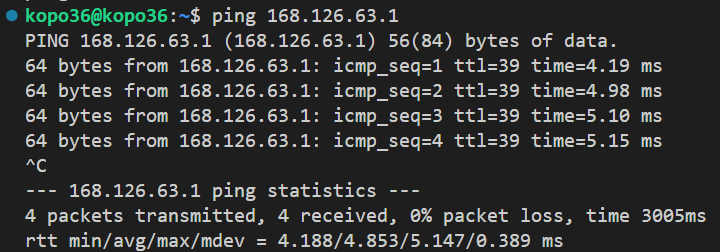 kopo36@kopo36:~$ ping 168.126.63.1
PING 168.126.63.1 (168.126.63.1) 56(84) bytes of data.
64 bytes from 168.126.63.1: icmp_seq=1 ttl=39 time=4.19 ms
64 bytes from 168.126.63.1: icmp_seq=2 ttl=39 time=4.98 ms
64 bytes from 168.126.63.1: icmp_seq=3 ttl=39 time=5.10 ms
64 bytes from 168.126.63.1: icmp_seq=4 ttl=39 time=5.15 ms
^C
--- 168.126.63.1 ping statistics ---
4 packets transmitted, 4 received, 0% packet loss, time 3005ms
rtt min/avg/max/mdev = 4.188/4.853/5.147/0.389 ms